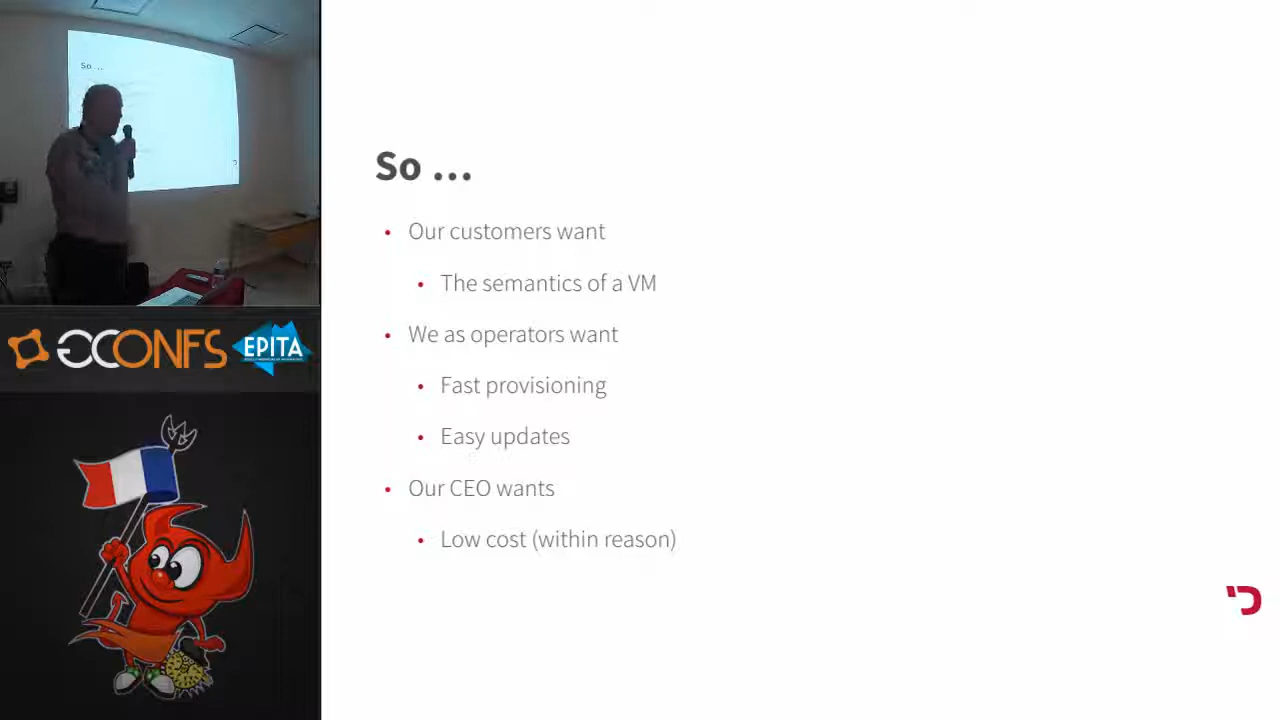 So ...
GCONFS
EPITA
So ...
• Our customers want
• The semantics of a VM
• We as operators want
• Fast provisioning
• Easy updates
• Our CEO wants
• Low cost (within reason)